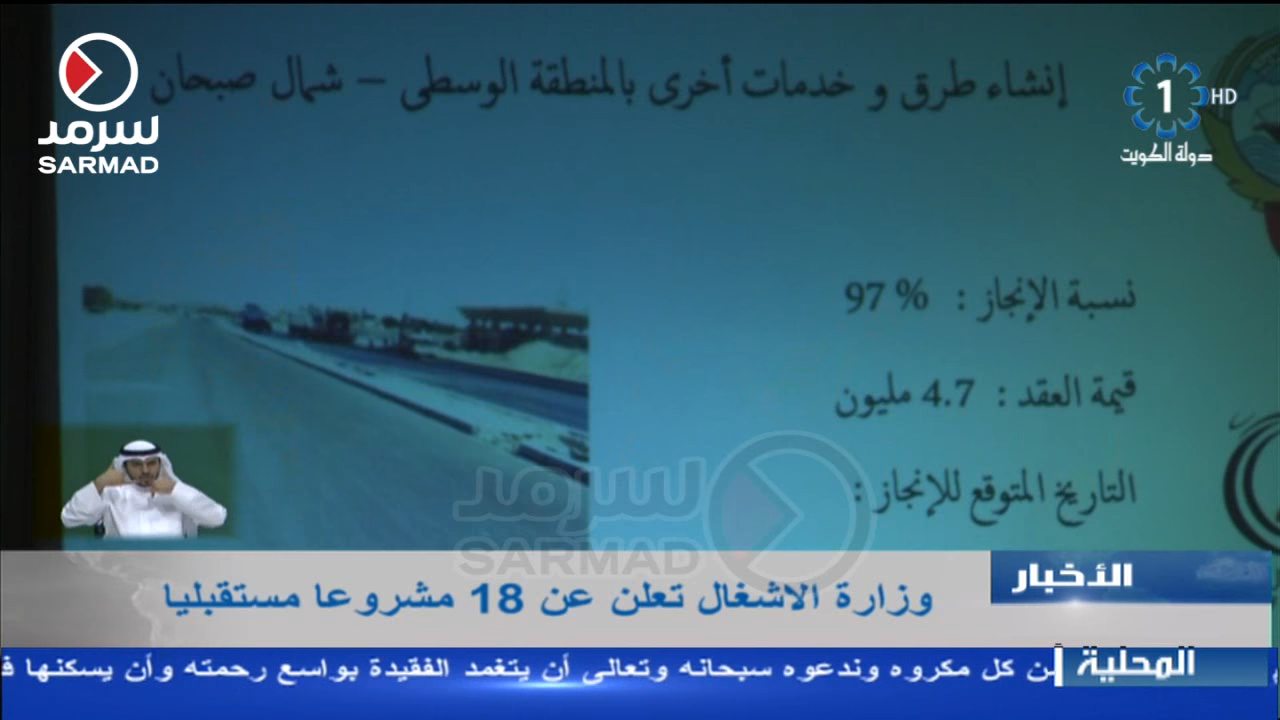 إنشاء طرق و خدمات أخرى بالمنطقة الوسطى – شمال صبحان
سرمد
SARMAD
1 HD
دولة الكويت
نسبة الإنجاز : % 97
قيمة العقد : 4.7 مليون
التاريخ المتوقع للإنجاز :
سرمد
SARMAD
الأخبار
وزارة الاشغال تعلن عن 18 مشروعا مستقبليا
المحلية
كل مكروه وندعوه سبحانه وتعالى أن يتغمد الفقيدة بواسع رحمته وأن يسكنها